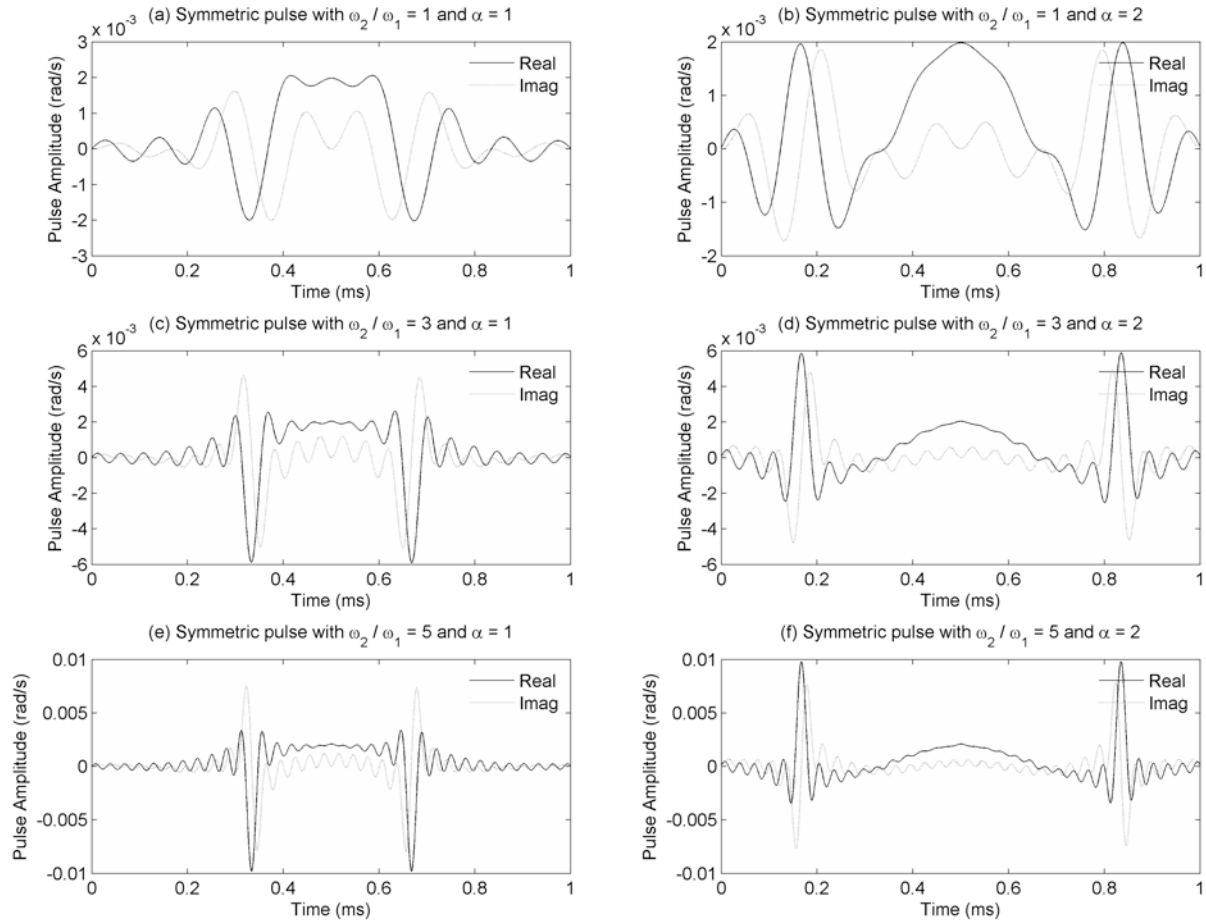 (a) Symmetric pulse with ω₂ / ω₁ = 1 and α = 1
x 10⁻³
3
2
1
0
-1
-2
-3
Pulse Amplitude (rad/s)
Real
Imag
0 0.2 0.4 0.6 0.8 1
Time (ms)
(b) Symmetric pulse with ω₂ / ω₁ = 1 and α = 2
x 10⁻³
2
1
0
-1
-2
Pulse Amplitude (rad/s)
Real
Imag
0 0.2 0.4 0.6 0.8 1
Time (ms)
(c) Symmetric pulse with ω₂ / ω₁ = 3 and α = 1
x 10⁻³
6
4
2
0
-2
-4
-6
Pulse Amplitude (rad/s)
Real
Imag
0 0.2 0.4 0.6 0.8 1
Time (ms)
(d) Symmetric pulse with ω₂ / ω₁ = 3 and α = 2
x 10⁻³
6
4
2
0
-2
-4
-6
Pulse Amplitude (rad/s)
Real
Imag
0 0.2 0.4 0.6 0.8 1
Time (ms)
(e) Symmetric pulse with ω₂ / ω₁ = 5 and α = 1
0.01
0.005
0
-0.005
-0.01
Pulse Amplitude (rad/s)
Real
Imag
0 0.2 0.4 0.6 0.8 1
Time (ms)
(f) Symmetric pulse with ω₂ / ω₁ = 5 and α = 2
0.01
0.005
0
-0.005
-0.01
Pulse Amplitude (rad/s)
Real
Imag
0 0.2 0.4 0.6 0.8 1
Time (ms)